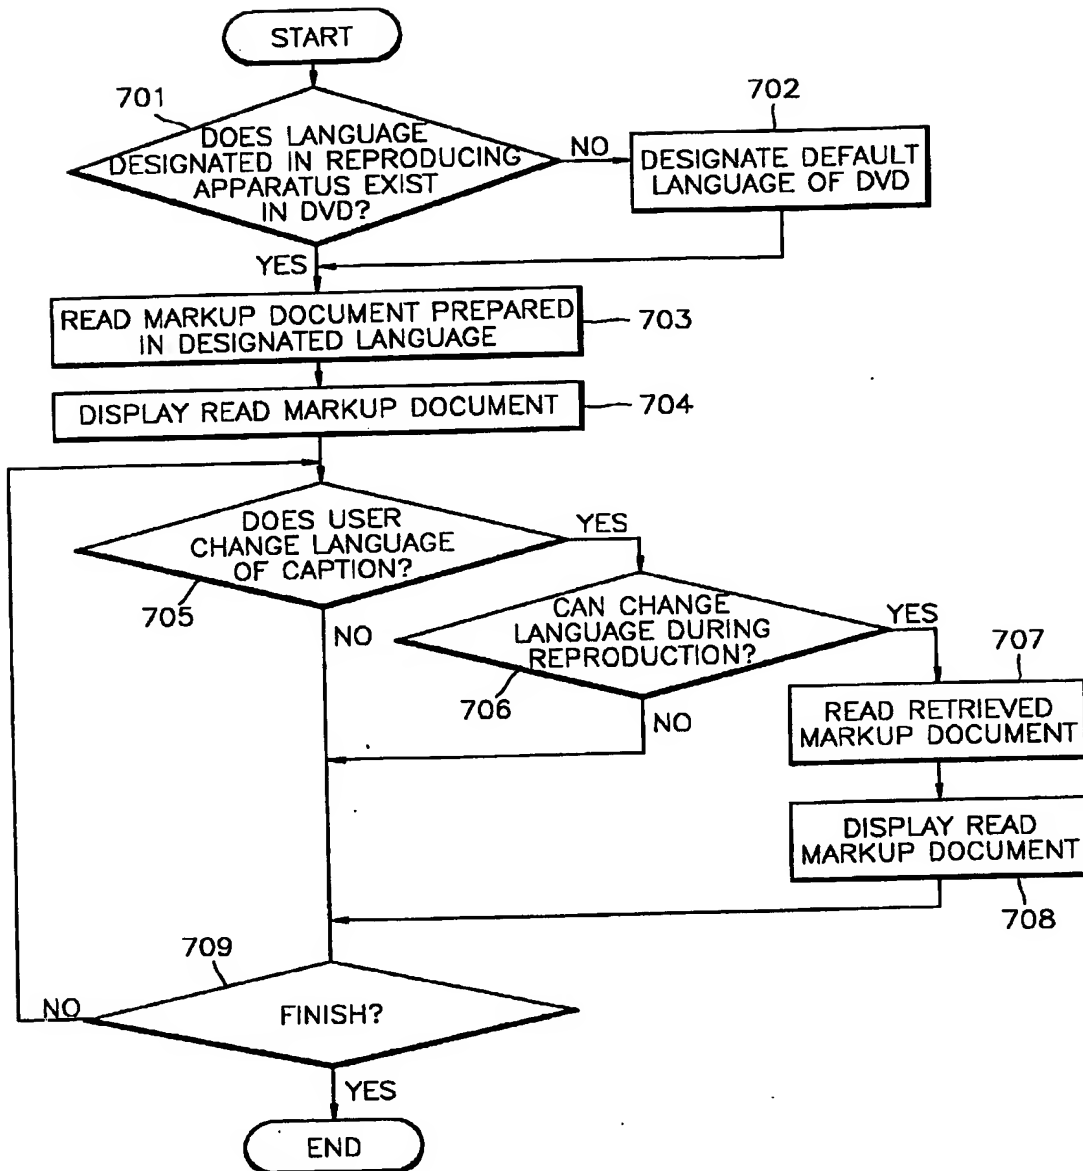 START
701
DOES LANGUAGE
DESIGNATED IN REPRODUCING
APPARATUS EXIST
IN DVD?
NO
702
DESIGNATE DEFAULT
LANGUAGE OF DVD
YES
READ MARKUP DOCUMENT PREPARED
IN DESIGNATED LANGUAGE
703
DISPLAY READ MARKUP DOCUMENT
704
DOES USER
CHANGE LANGUAGE
OF CAPTION?
YES
705
NO
CAN CHANGE
LANGUAGE DURING
REPRODUCTION?
YES
706
NO
707
READ RETRIEVED
MARKUP DOCUMENT
DISPLAY READ
MARKUP DOCUMENT
708
709
NO
FINISH?
YES
END